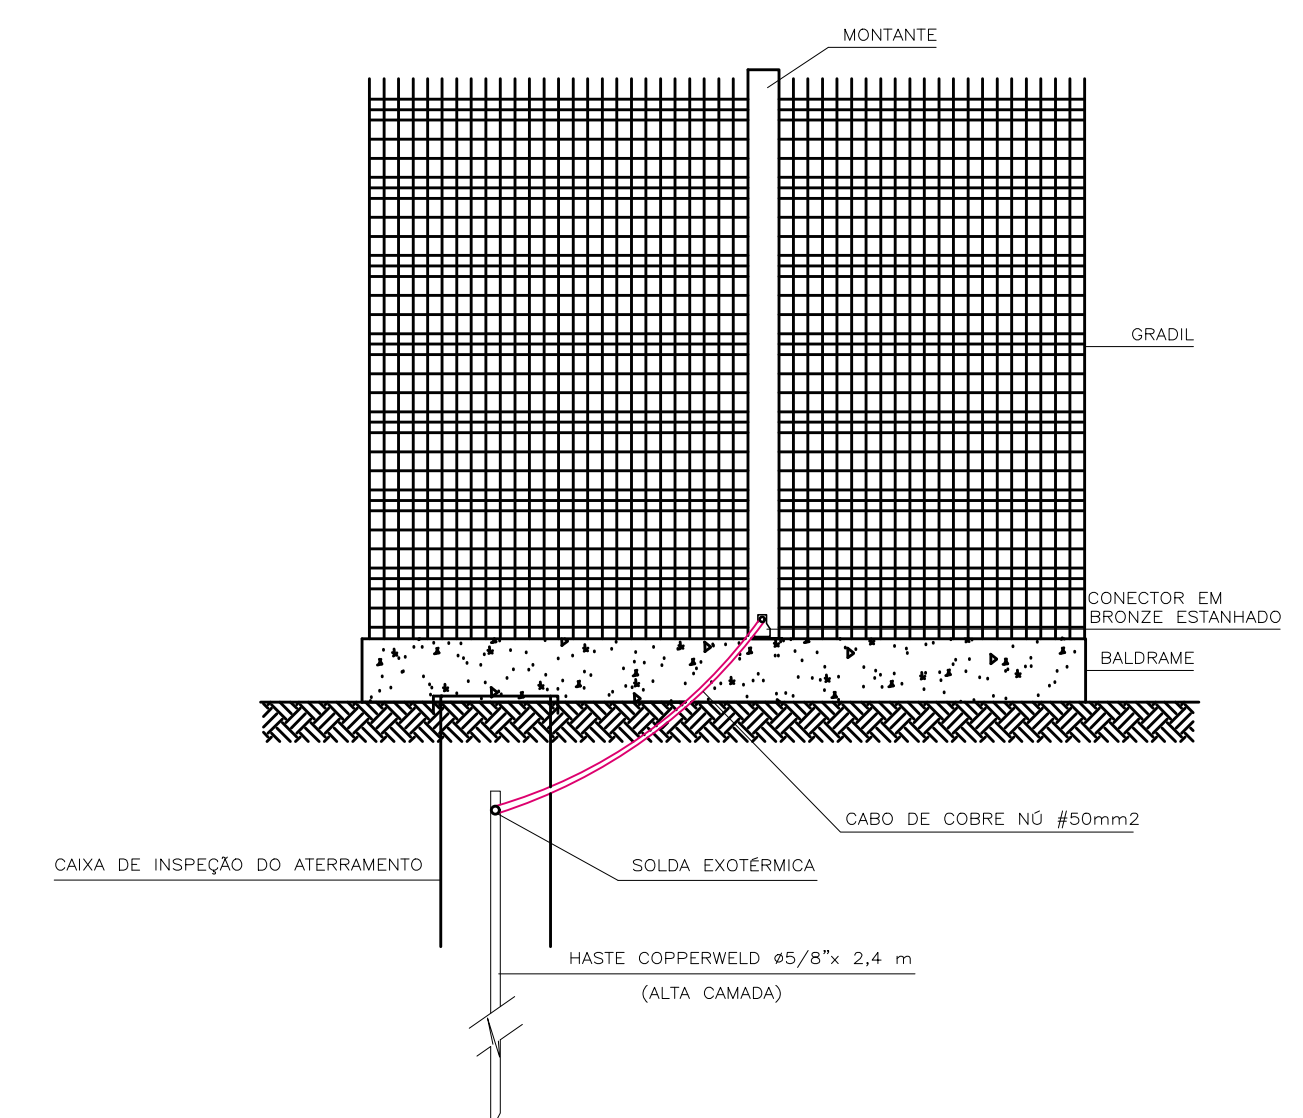 MONTANTE
GRADIL
CONECTOR EM
BRONZE ESTANHADO
BALDRAME
CABO DE COBRE NÚ #50mm2
CAIXA DE INSPEÇÃO DO ATERRAMENTO
SOLDA EXOTÉRMICA
HASTE COPPERWELD ø5/8"x 2,4 m
(ALTA CAMADA)